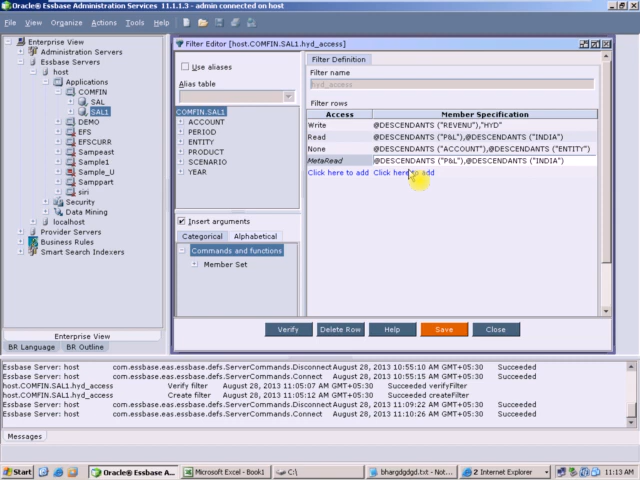 Oracle® Essbase Administration Services 11.1.1.3 - admin connected on host
File View Organize Actions Tools Help
Enterprise View
Administration Servers
Essbase Servers
host
Applications
COMFIN
SAL
SAL1
DEMO
EFS
EFSCURR
Sampeast
Sample1
Sample_U
Samppart
siri
Security
Data Mining
localhost
Provider Servers
Business Rules
Smart Search Indexers
Enterprise View
BR Language BR Outline
Filter Editor [host.COMFIN.SAL1.hyd_access]
Use aliases
Alias table
COMFIN.SAL1
ACCOUNT
PERIOD
ENTITY
PRODUCT
SCENARIO
YEAR
Insert arguments
Categorical Alphabetical
Commands and functions
Member Set
Filter Definition
Filter name
hyd_access
Filter rows
Access Member Specification
Write @DESCENDANTS ("REVENU"),"HYD"
Read @DESCENDANTS ("P&L"),@DESCENDANTS ("INDIA")
None @DESCENDANTS ("ACCOUNT"),@DESCENDANTS ("ENTITY")
MetaRead @DESCENDANTS ("P&L"),@DESCENDANTS ("INDIA")
Click here to add Click here to add
Verify Delete Row Help Save Close
Essbase Server: host com.essbase.eas.essbase.defs.ServerCommands.Disconnect August 28, 2013 10:55:10 AM GMT+05:30 Succeeded
Essbase Server: host com.essbase.eas.essbase.defs.ServerCommands.Connect August 28, 2013 10:55:15 AM GMT+05:30 Succeeded
host.COMFIN.SAL1.hyd_access Verify filter August 28, 2013 11:05:07 AM GMT+05:30 Succeeded verifyFilter
host.COMFIN.SAL1.hyd_access Create filter August 28, 2013 11:05:12 AM GMT+05:30 Succeeded createFilter
Essbase Server: host com.essbase.eas.essbase.defs.ServerCommands.Disconnect August 28, 2013 11:09:22 AM GMT+05:30 Succeeded
Essbase Server: host com.essbase.eas.essbase.defs.ServerCommands.Connect August 28, 2013 11:10:26 AM GMT+05:30 Succeeded
Messages
Start Oracle® Essbase A... Microsoft Excel - Book1 C:\ bhargdgdgd.txt - Not... 2 Internet Explorer 11:13 AM